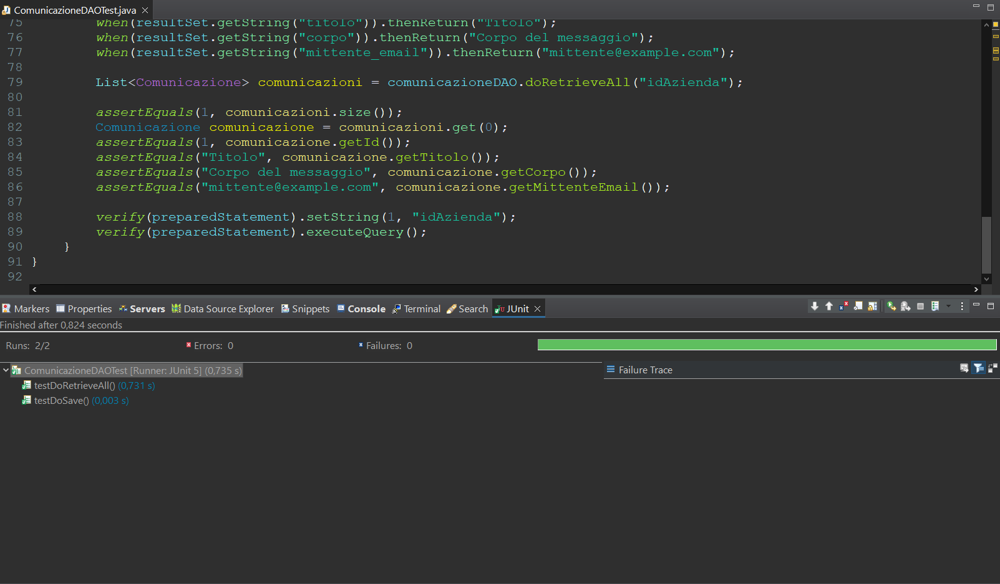 ComunicazioneDAOTest.java
75 when(resultSet.getString("titolo")).thenReturn("Titolo");
76 when(resultSet.getString("corpo")).thenReturn("Corpo del messaggio");
77 when(resultSet.getString("mittente_email")).thenReturn("mittente@example.com");
78
79 List<Comunicazione> comunicazioni = comunicazioneDAO.doRetrieveAll("idAzienda");
80
81 assertEquals(1, comunicazioni.size());
82 Comunicazione comunicazione = comunicazioni.get(0);
83 assertEquals(1, comunicazione.getId());
84 assertEquals("Titolo", comunicazione.getTitolo());
85 assertEquals("Corpo del messaggio", comunicazione.getCorpo());
86 assertEquals("mittente@example.com", comunicazione.getMittenteEmail());
87
88 verify(preparedStatement).setString(1, "idAzienda");
89 verify(preparedStatement).executeQuery();
90 }
91 }
92
Markers Properties Servers Data Source Explorer Snippets Console Terminal Search JUnit
Finished after 0,824 seconds
Runs: 2/2 Errors: 0 Failures: 0
ComunicazioneDAOTest [Runner: JUnit 5] (0,735 s) Failure Trace
testDoRetrieveAll() (0,731 s)
testDoSave() (0,003 s)